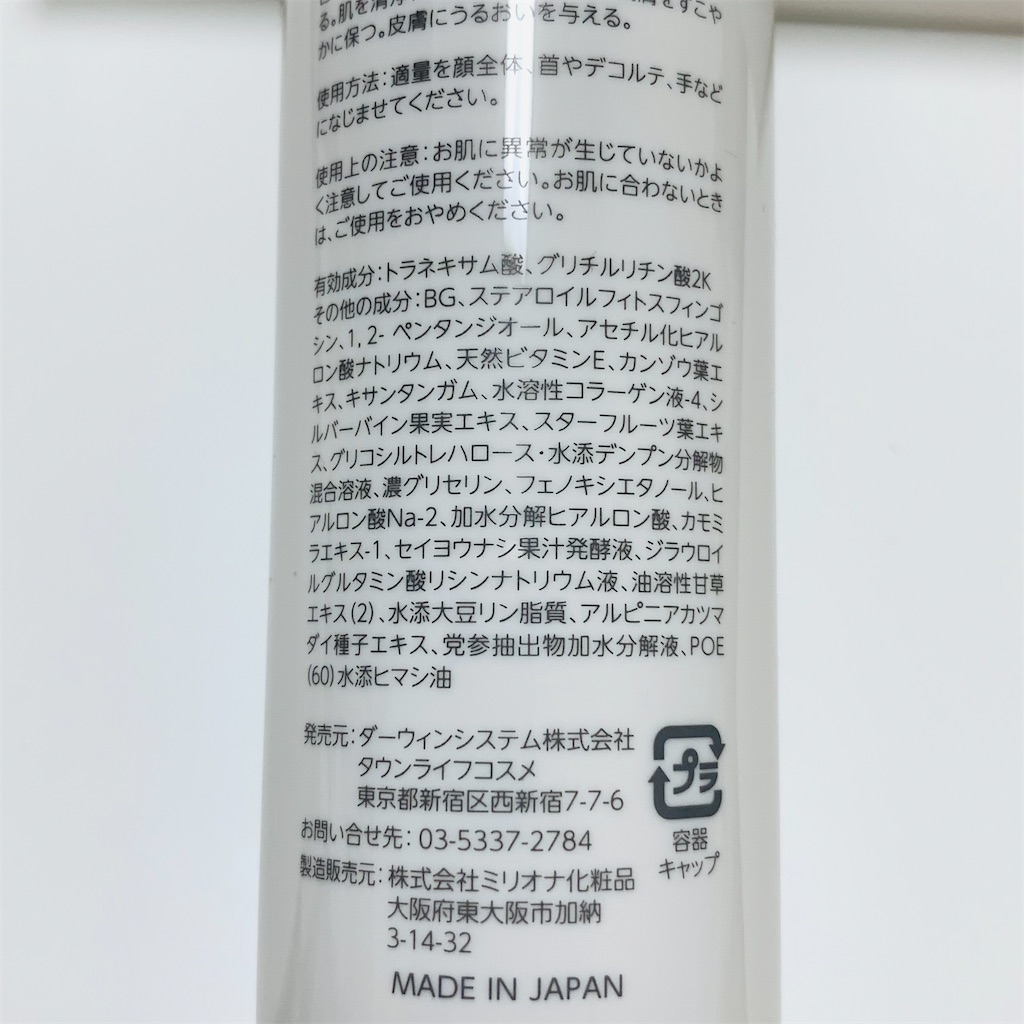 る。肌を清浄
をすこや
かに保つ。皮膚にうるおいを与える。
使用方法：適量を顔全体、首やデコルテ、手など
になじませてください。
使用上の注意：お肌に異常が生じていないかよ
く注意してご使用ください。お肌に合わないとき
は、ご使用をおやめください。
有効成分：トラネキサム酸、グリチルリチン酸2K
その他の成分：BG、ステアロイルフィトスフィンゴ
シン、1,2- ペンタンジオール、アセチル化ヒアル
ロン酸ナトリウム、天然ビタミンE、カンゾウ葉エ
キス、キサンタンガム、水溶性コラーゲン液-4、シ
ルバーバイン果実エキス、スターフルーツ葉エキ
ス、グリコシルトレハロース・水添デンプン分解物
混合溶液、濃グリセリン、フェノキシエタノール、ヒ
アルロン酸Na-2、加水分解ヒアルロン酸、カモミ
ラエキス-1、セイヨウナシ果汁発酵液、ジラウロイ
ルグルタミン酸リシンナトリウム液、油溶性甘草
エキス(2)、水添大豆リン脂質、アルピニアカツマ
ダイ種子エキス、党参抽出物加水分解液、POE
(60)水添ヒマシ油
発売元：ダーウィンシステム株式会社
タウンライフコスメ
東京都新宿区西新宿7-7-6
お問い合せ先：03-5337-2784
製造販売元：株式会社ミリオナ化粧品
大阪府東大阪市加納
3-14-32
MADE IN JAPAN
プラ
容器
キャップ